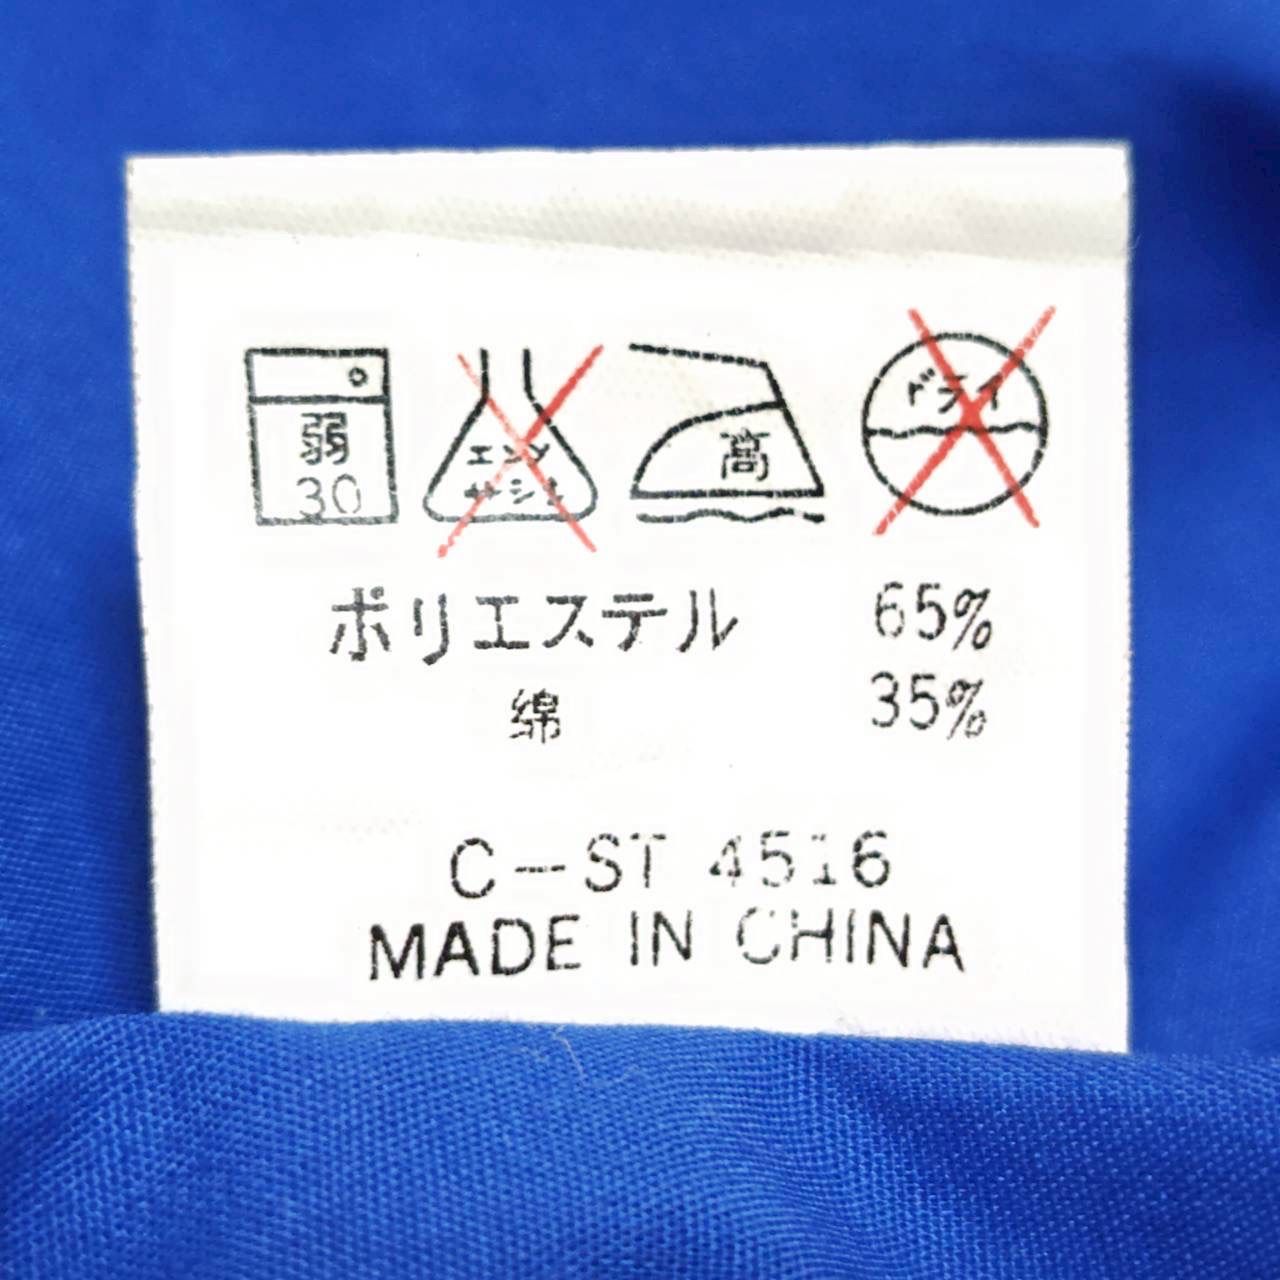 弱
30
エンソ
サラシ
高
ドライ
ポリエステル 65%
綿 35%
C-ST 4516
MADE IN CHINA